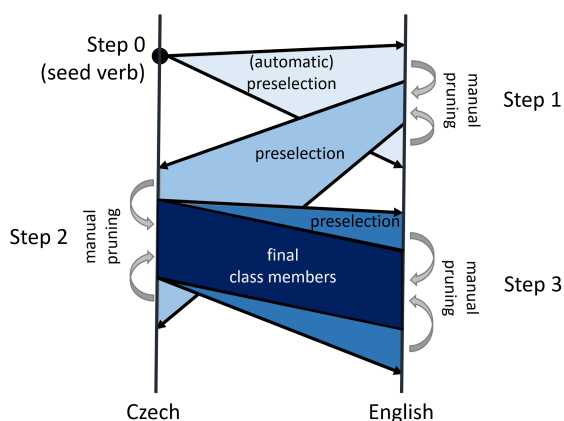 Step 0
(seed verb)
(automatic)
preselection
manual
pruning
Step 1
preselection
preselection
Step 2
manual
pruning
final
class members
manual
pruning
Step 3
Czech
English